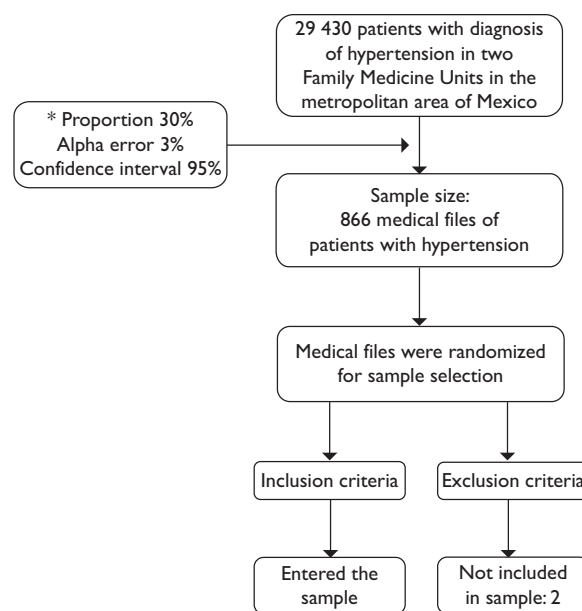 29 430 patients with diagnosis
of hypertension in two
Family Medicine Units in the
metropolitan area of Mexico
* Proportion 30%
Alpha error 3%
Confidence interval 95%
Sample size:
866 medical files of
patients with hypertension
Medical files were randomized
for sample selection
Inclusion criteria
Exclusion criteria
Entered the
sample
Not included
in sample: 2